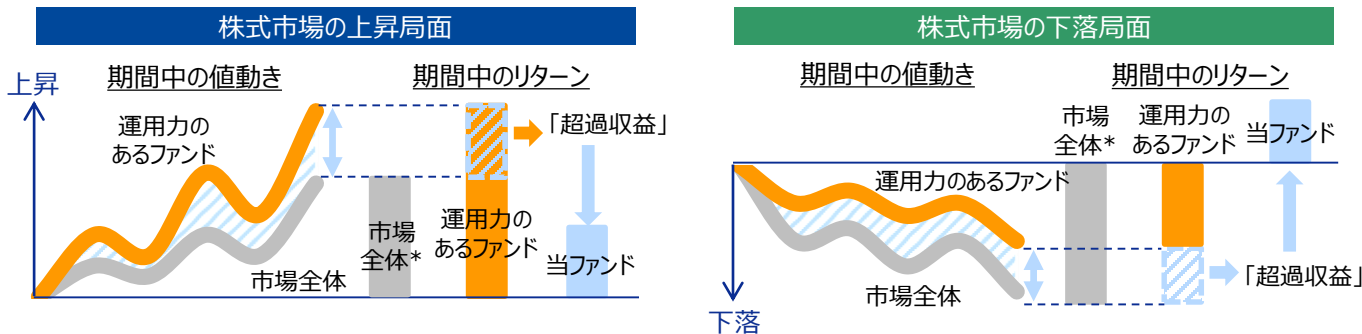 株式市場の上昇局面
期間中の値動き
期間中のリターン
上昇
運用力の
あるファンド
「超過収益」
市場
全体*
運用力の
あるファンド
当ファンド
市場全体
株式市場の下落局面
期間中の値動き
期間中のリターン
市場
全体*
運用力の
あるファンド
当ファンド
運用力のあるファンド
市場全体
「超過収益」
下落